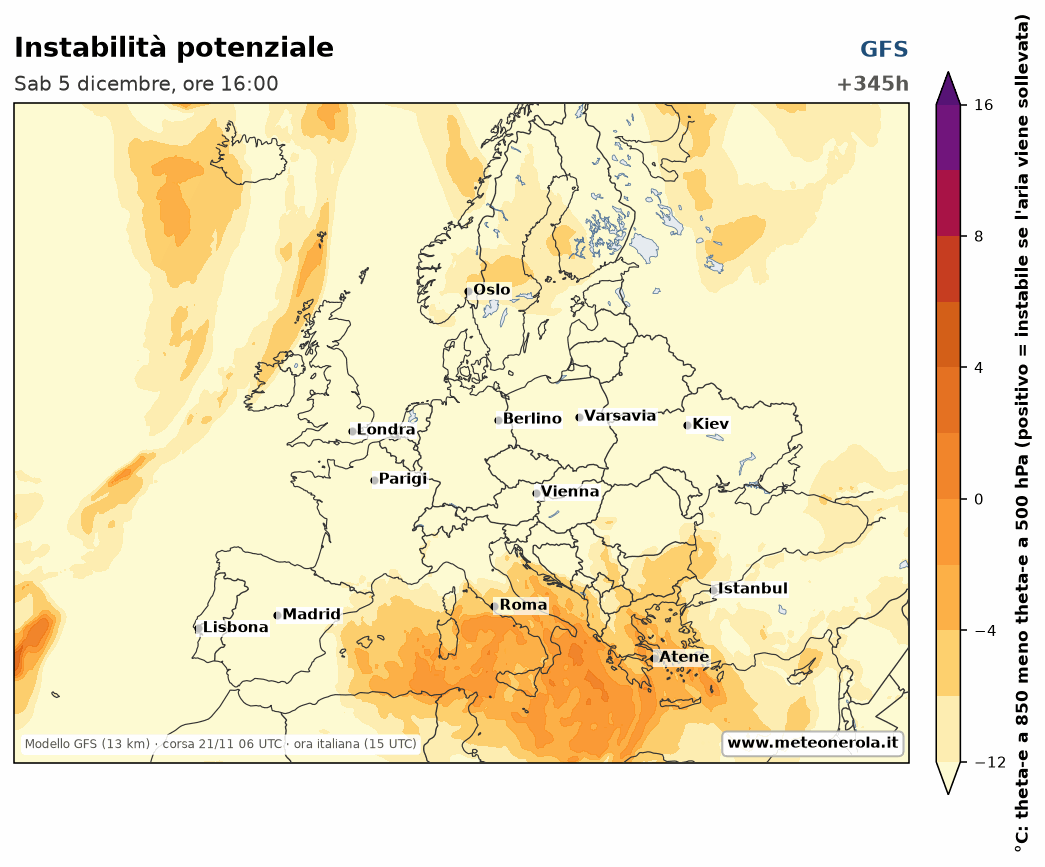 Instabilità potenziale
GFS
Sab 5 dicembre, ore 16:00
+345h
Oslo
Berlino
Varsavia
Kiev
Londra
Parigi
Vienna
Istanbul
Roma
Madrid
Lisbona
Atene
Modello GFS (13 km) · corsa 21/11 06 UTC · ora italiana (15 UTC)
www.meteonerola.it
16
8
4
0
−4
−12
°C: theta-e a 850 meno theta-e a 500 hPa (positivo = instabile se l'aria viene sollevata)